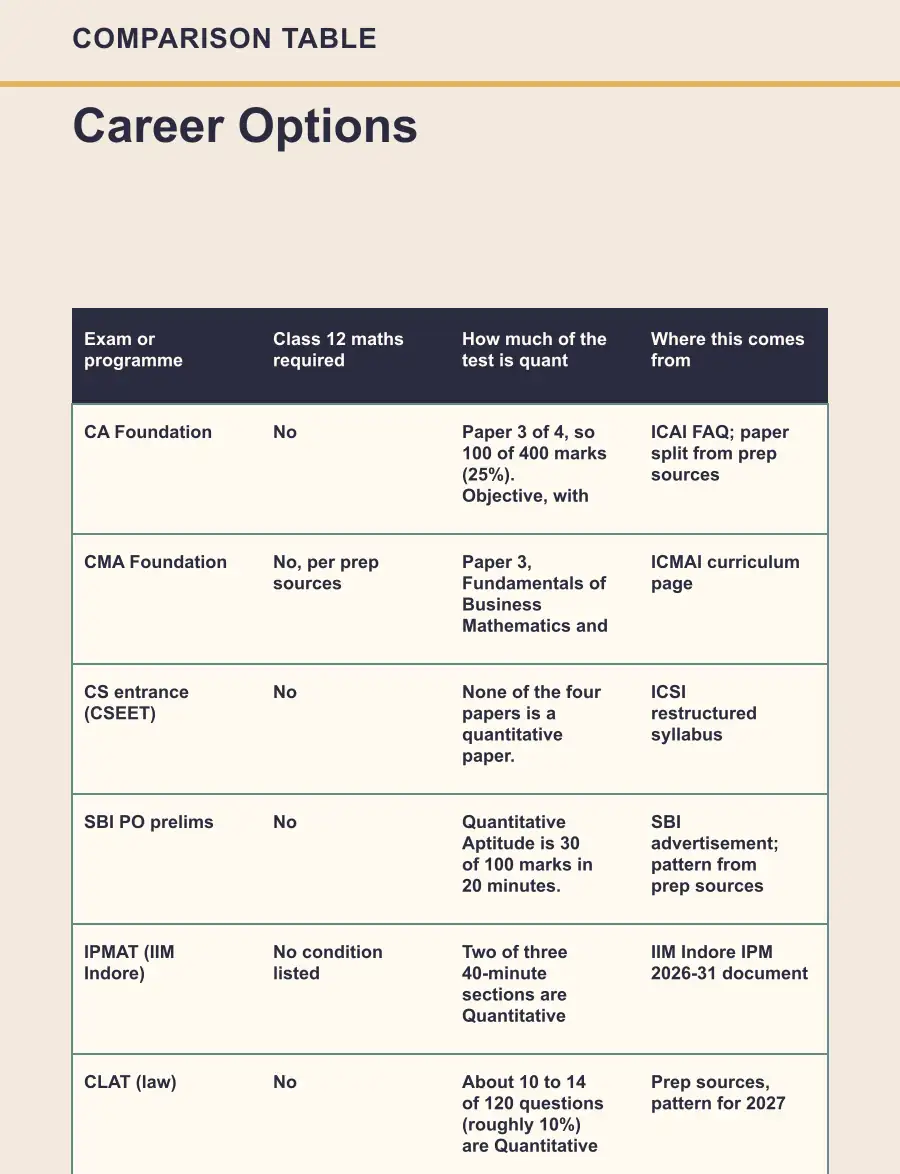 COMPARISON TABLE
Career Options
Exam or
programme
Class 12 maths
required
How much of the
test is quant
Where this comes
from
CA Foundation
No
Paper 3 of 4, so
100 of 400 marks
(25%).
Objective, with
ICAI FAQ; paper
split from prep
sources
CMA Foundation
No, per prep
sources
Paper 3,
Fundamentals of
Business
Mathematics and
ICMAI curriculum
page
CS entrance
(CSEET)
No
None of the four
papers is a
quantitative
paper.
ICSI
restructured
syllabus
SBI PO prelims
No
Quantitative
Aptitude is 30
of 100 marks in
20 minutes.
SBI
advertisement;
pattern from
prep sources
IPMAT (IIM
Indore)
No condition
listed
Two of three
40-minute
sections are
Quantitative
IIM Indore IPM
2026-31 document
CLAT (law)
No
About 10 to 14
of 120 questions
(roughly 10%)
are Quantitative
Prep sources,
pattern for 2027